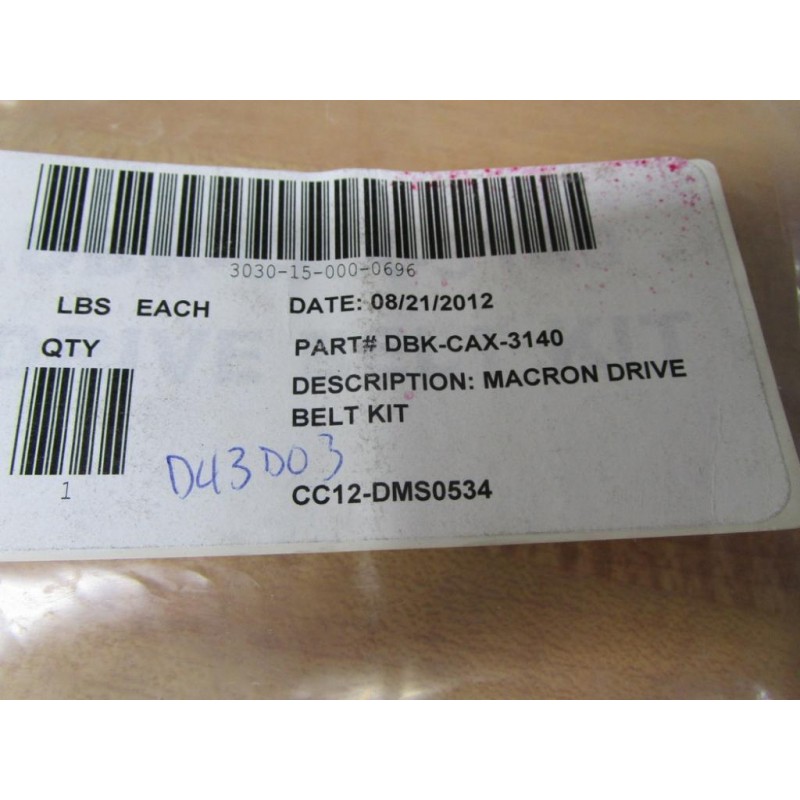 3030-15-000-0696
LBS EACH
DATE: 08/21/2012
QTY
PART# DBK-CAX-3140
DESCRIPTION: MACRON DRIVE
BELT KIT
1
D43D03
CC12-DMS0534